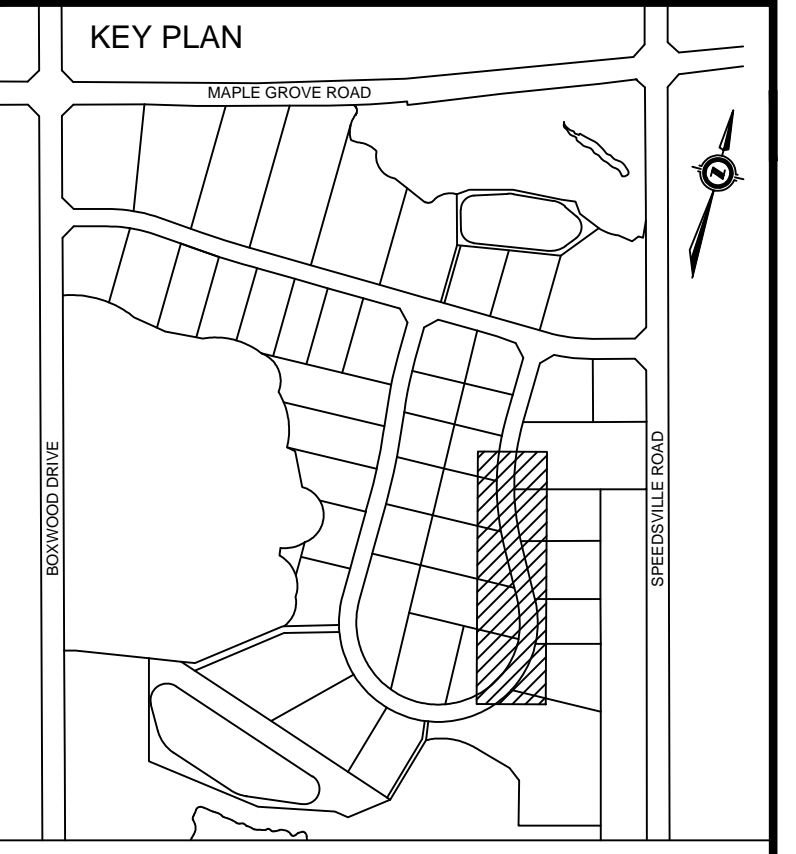 KEY PLAN
MAPLE GROVE ROAD
BOXWOOD DRIVE
SPEEDSVILLE ROAD
Z